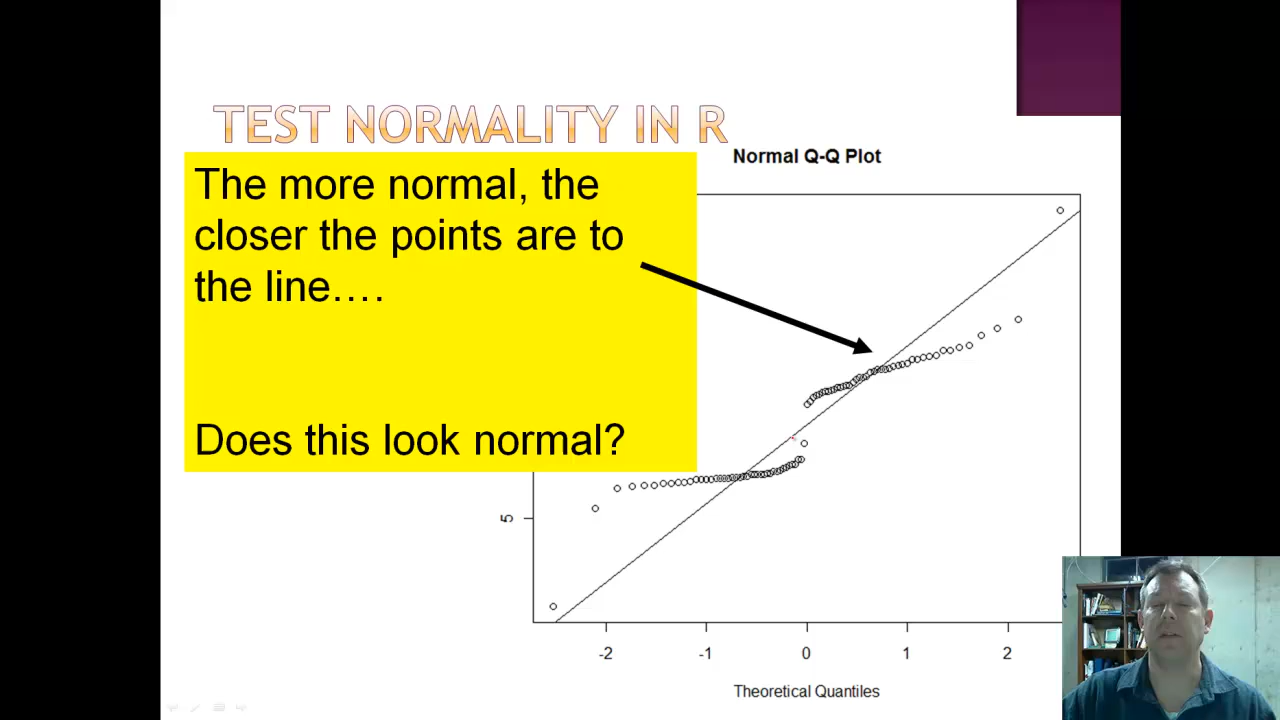 TEST NORMALITY IN R
The more normal, the
closer the points are to
the line….
Does this look normal?
Normal Q-Q Plot
5
-2 -1 0 1 2
Theoretical Quantiles